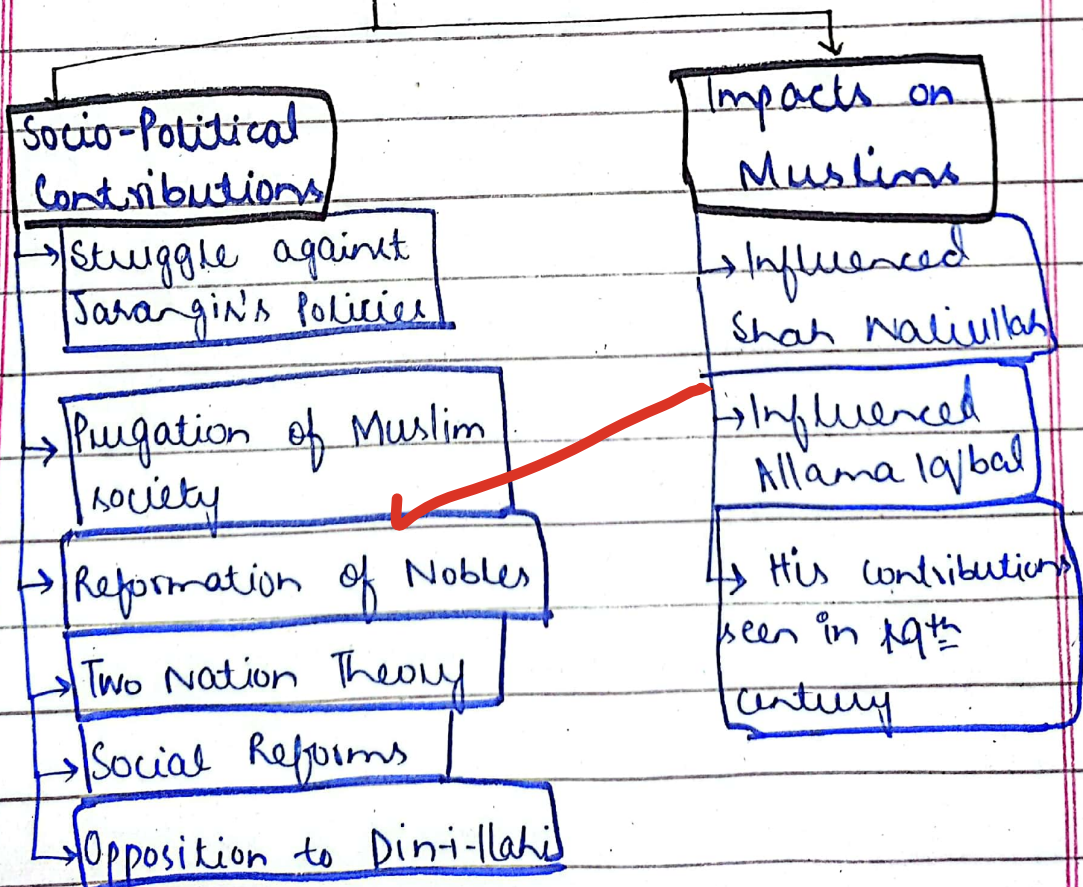 Socio-Political
Contributions
Struggle against
Jahangir's Policies
Purgation of Muslim
society
Reformation of Nobles
Two Nation Theory
Social Reforms
Opposition to Din-i-Ilahi
Impacts on
Muslims
Influenced
Shah Waliullah
Influenced
Allama Iqbal
His contributions
seen in 19th
century